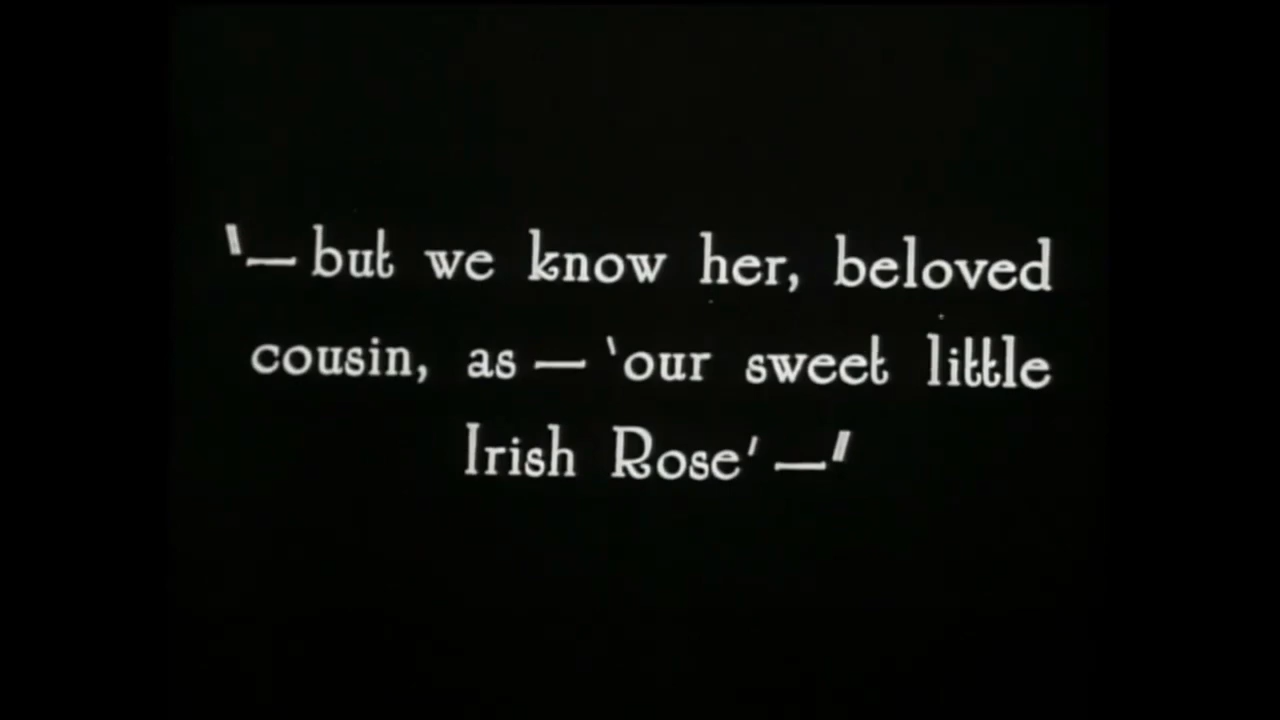 "— but we know her, beloved
cousin, as — 'our sweet little
Irish Rose' —"